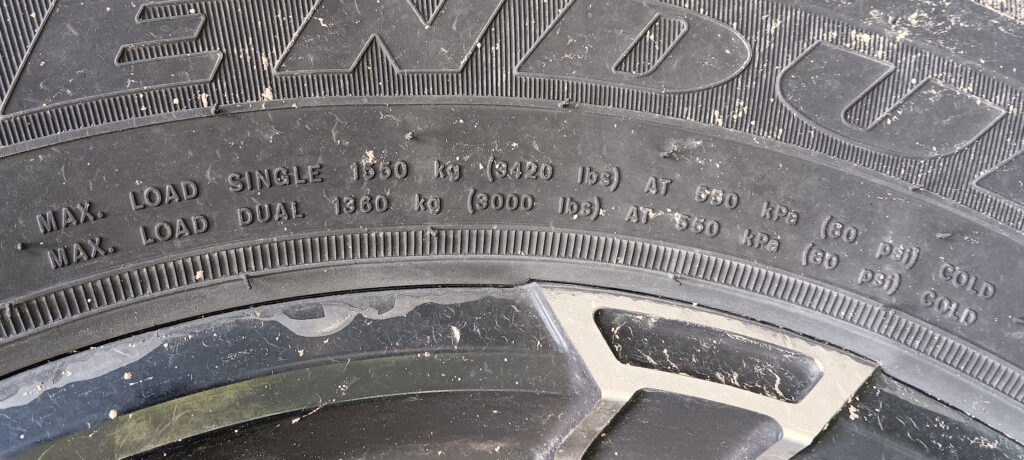 ENDU
MAX. LOAD SINGLE 1550 kg (3420 lbs) AT 550 kPa (80 psi) COLD
MAX. LOAD DUAL 1360 kg (3000 lbs) AT 550 kPa (80 psi) COLD